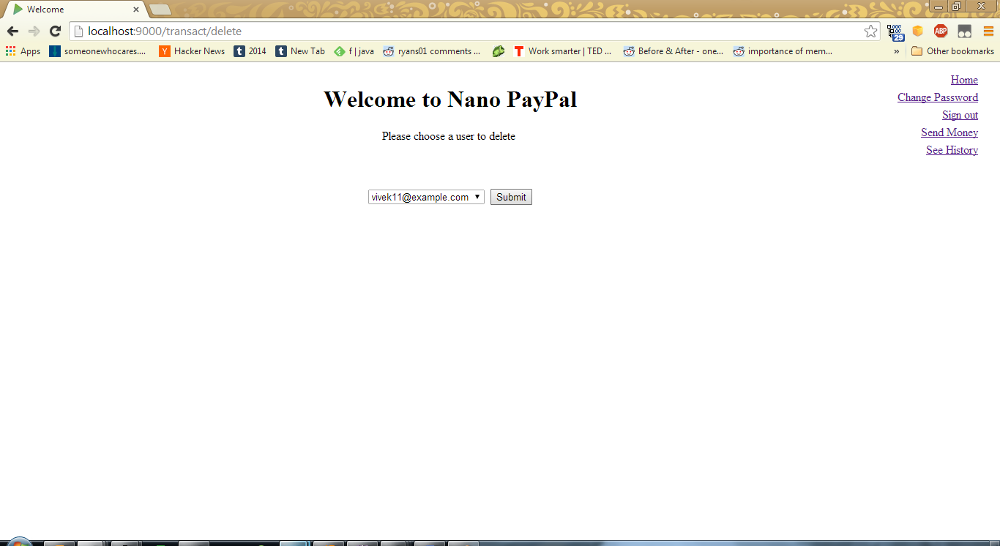 Welcome
localhost:9000/transact/delete
29
ABP
Apps
someonewhocares....
Y
Hacker News
t
2014
t
New Tab
f | java
ryans01 comments ...
T
Work smarter | TED ...
Before & After - one...
importance of mem...
»
Other bookmarks
Home
Change Password
Sign out
Send Money
See History
Welcome to Nano PayPal
Please choose a user to delete
vivek11@example.com
Submit